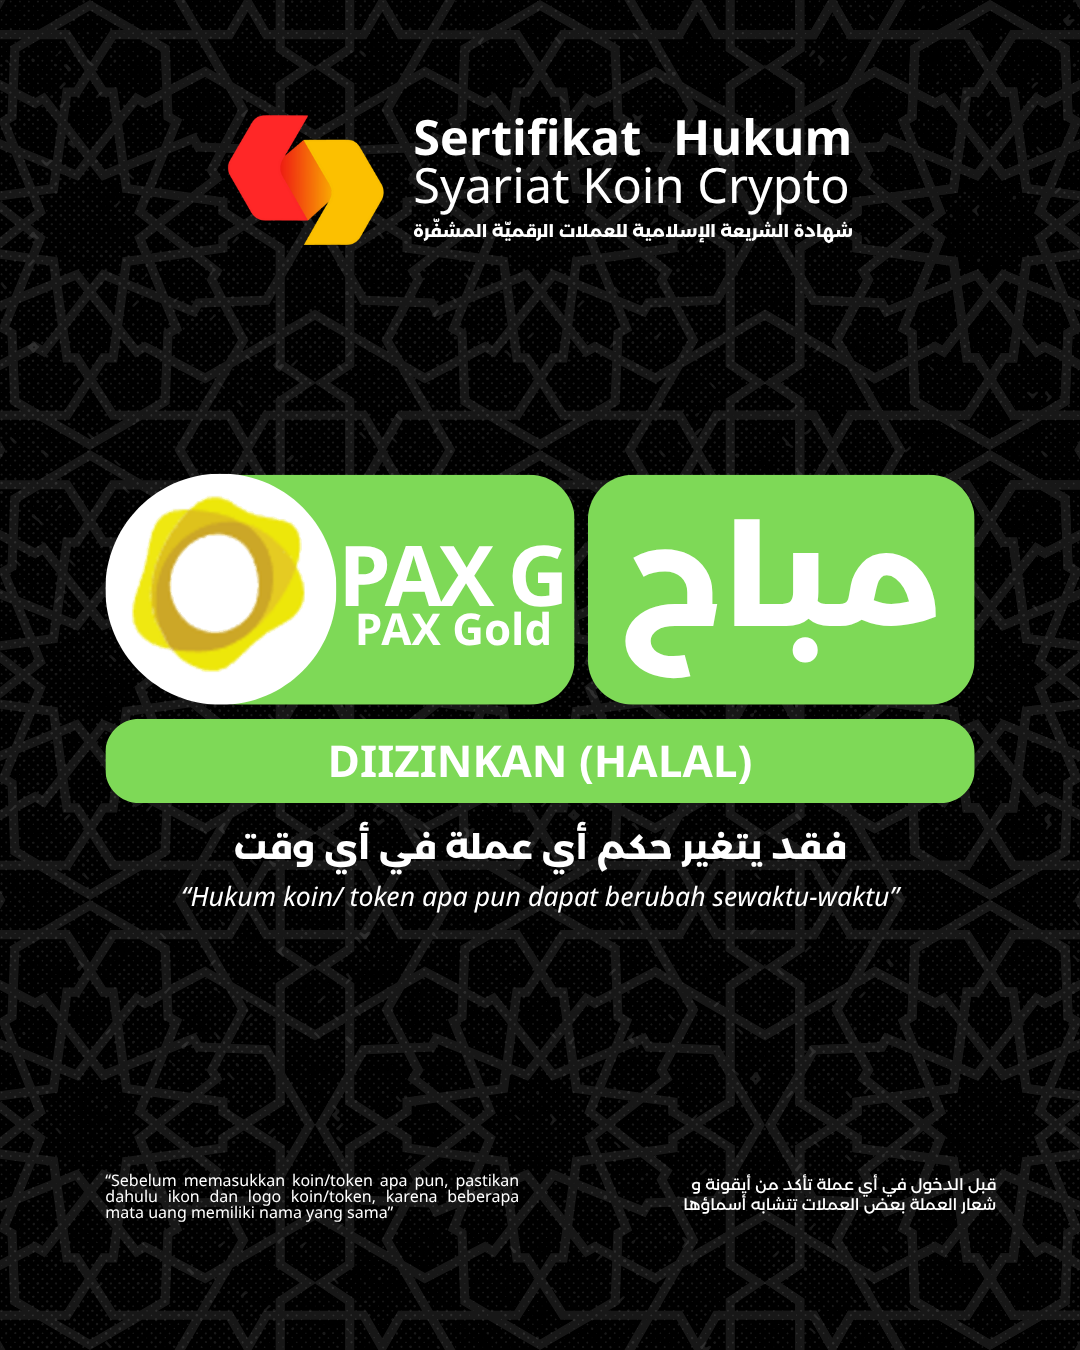 Sertifikat Hukum
Syariat Koin Crypto
شهادة الشريعة الإسلامية للعملات الرقميّة المشفّرة
PAX G
PAX Gold
مباح
DIIZINKAN (HALAL)
فقد يتغير حكم أي عملة في أي وقت
“Hukum koin/ token apa pun dapat berubah sewaktu-waktu”
“Sebelum memasukkan koin/token apa pun, pastikan
dahulu ikon dan logo koin/token, karena beberapa
mata uang memiliki nama yang sama”
قبل الدخول في أي عملة تأكد من أيقونة و
شعار العملة بعض العملات تتشابه أسماؤها